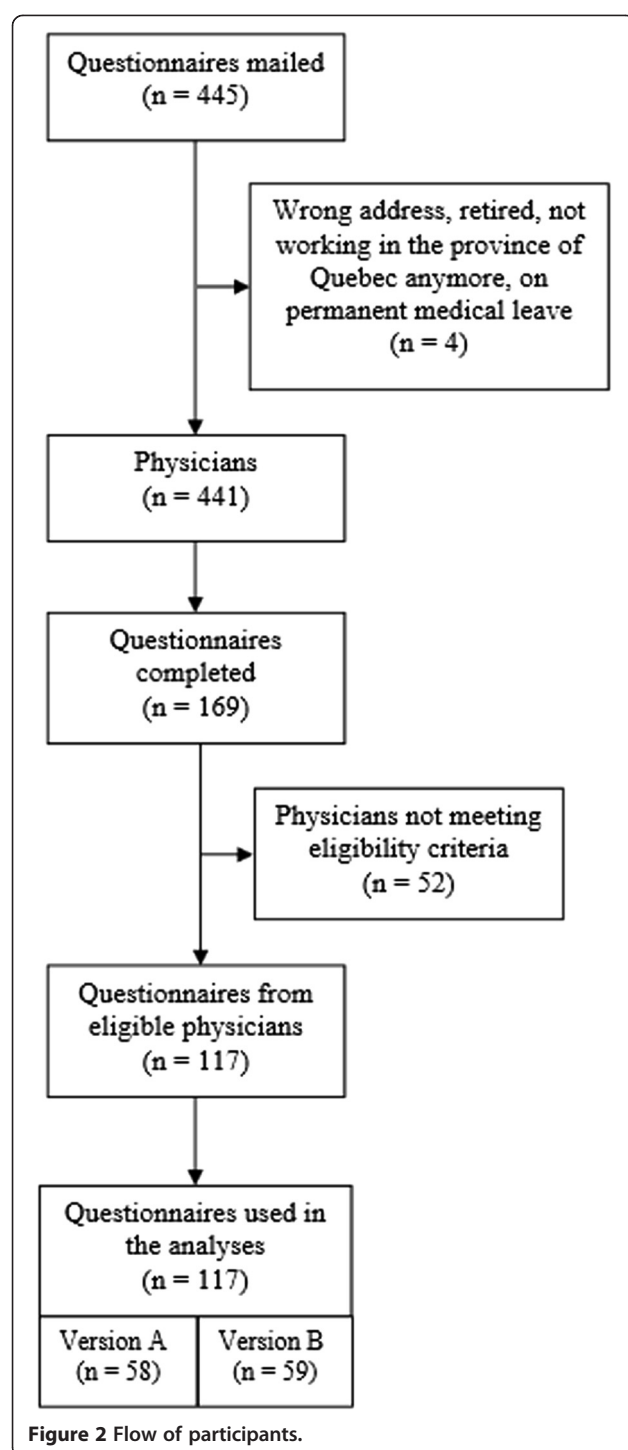 Questionnaires mailed
(n = 445)
Wrong address, retired, not
working in the province of
Quebec anymore, on
permanent medical leave
(n = 4)
Physicians
(n = 441)
Questionnaires
completed
(n = 169)
Physicians not meeting
eligibility criteria
(n = 52)
Questionnaires from
eligible physicians
(n = 117)
Questionnaires used in
the analyses
(n = 117)
Version A
(n = 58)
Version B
(n = 59)
Figure 2 Flow of participants.